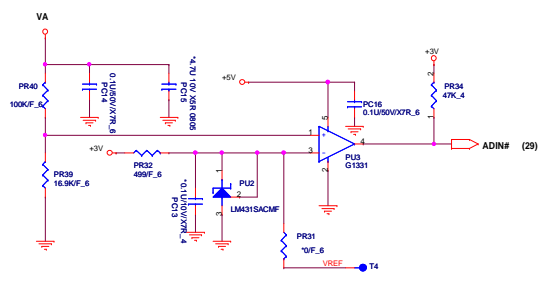 VA
PR40
100K/F_6
PC14
0.1U/50V/X7R_6
PC15
*4.7U 10V X5R 0805
+5V
+3V
2
PR34
47K_4
1
PC16
0.1U/50V/X7R_6
5
1
+
4
ADIN# (29)
3
-
PU3
G1331
2
+3V
PR32
499/F_6
PR39
16.9K/F_6
PC13
*0.1U/10V/X7R_4
1
PU2
2
LM431SACMF
3
PR31
*0/F_6
VREF
T4